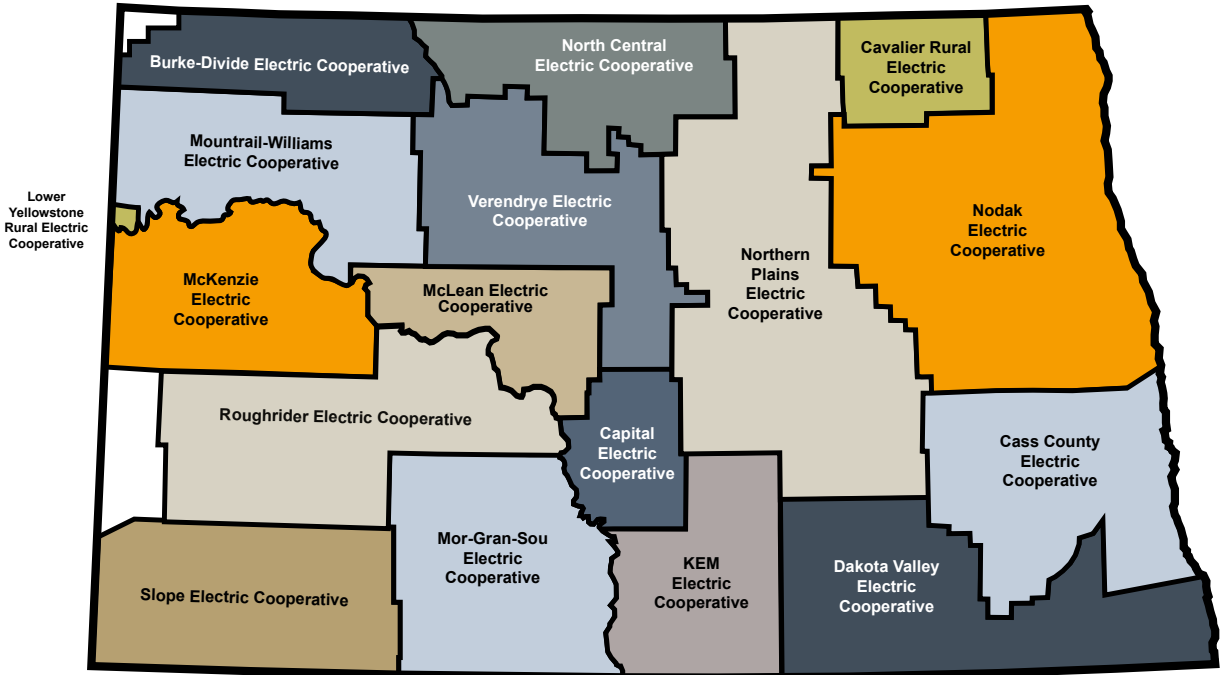 North Central
Electric Cooperative
Cavalier Rural
Electric
Cooperative
Burke-Divide Electric Cooperative
Mountrail-Williams
Electric Cooperative
Lower
Yellowstone
Rural Electric
Cooperative
Verendrye Electric
Cooperative
Nodak
Electric
Cooperative
Northern
Plains
Electric
Cooperative
McKenzie
Electric
Cooperative
McLean Electric
Cooperative
Roughrider Electric Cooperative
Capital
Electric
Cooperative
Cass County
Electric
Cooperative
Mor-Gran-Sou
Electric
Cooperative
KEM
Electric
Cooperative
Dakota Valley
Electric
Cooperative
Slope Electric Cooperative